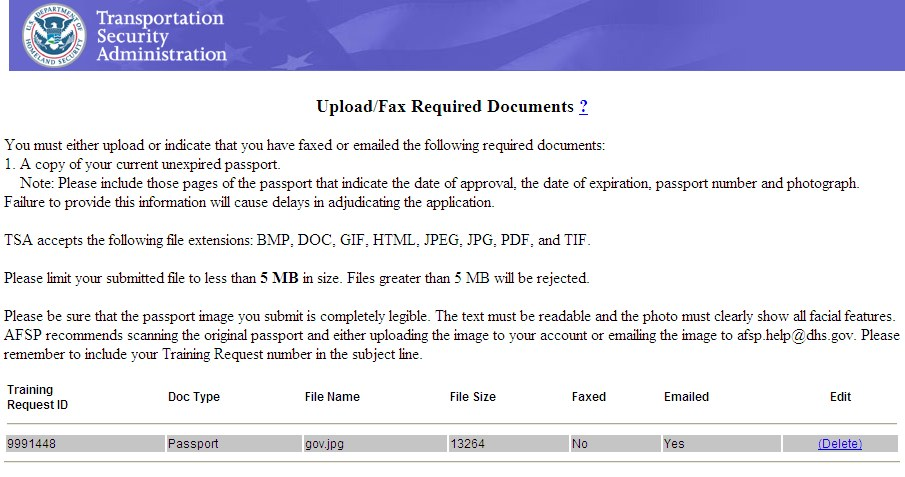 Transportation
Security
Administration
Upload/Fax Required Documents ?
You must either upload or indicate that you have faxed or emailed the following required documents:
1. A copy of your current unexpired passport.
Note: Please include those pages of the passport that indicate the date of approval, the date of expiration, passport number and photograph.
Failure to provide this information will cause delays in adjudicating the application.
TSA accepts the following file extensions: BMP, DOC, GIF, HTML, JPEG, JPG, PDF, and TIF.
Please limit your submitted file to less than 5 MB in size. Files greater than 5 MB will be rejected.
Please be sure that the passport image you submit is completely legible. The text must be readable and the photo must clearly show all facial features.
AFSP recommends scanning the original passport and either uploading the image to your account or emailing the image to afsp.help@dhs.gov. Please
remember to include your Training Request number in the subject line.
Training
Request ID Doc Type File Name File Size Faxed Emailed Edit
9991448 Passport gov.jpg 13264 No Yes (Delete)